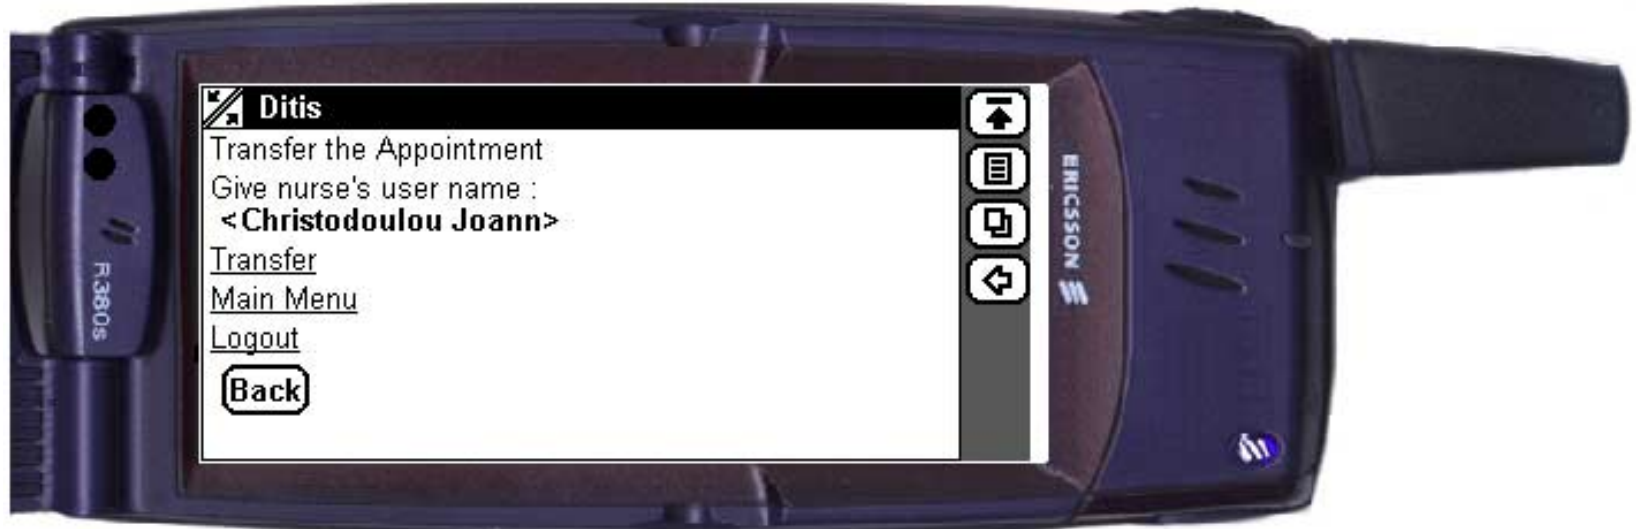 Ditis
Transfer the Appointment
Give nurse's user name :
<Christodoulou Joann>
Transfer
Main Menu
Logout
Back
ERICSSON
R380s